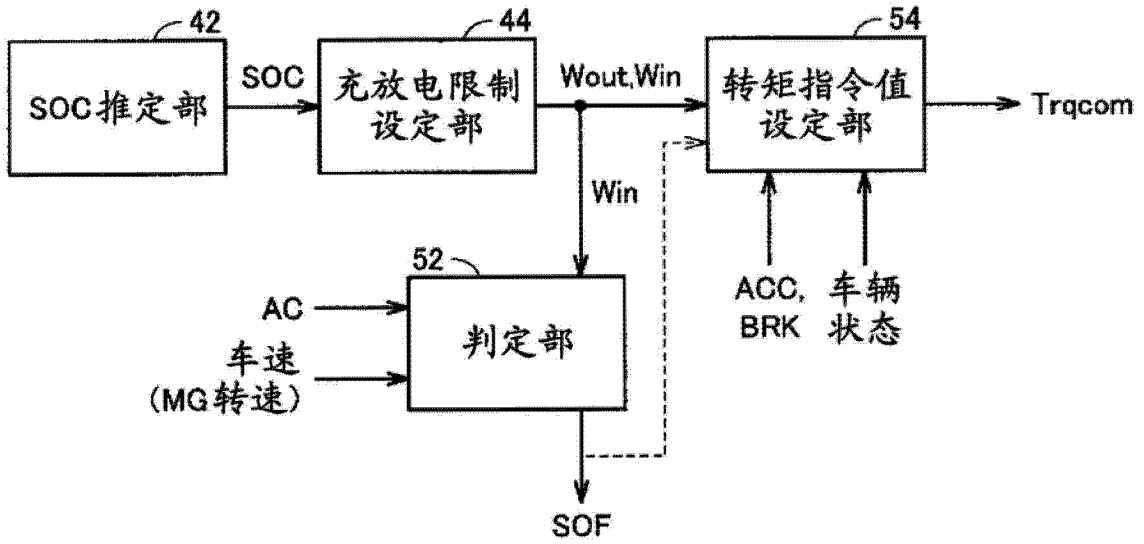 42
44
54
SOC推定部
SOC
充放电限制
设定部
Wout,Win
转矩指令值
设定部
Trqcom
Win
52
AC
车速
(MG转速)
判定部
ACC,
BRK
车辆
状态
SOF